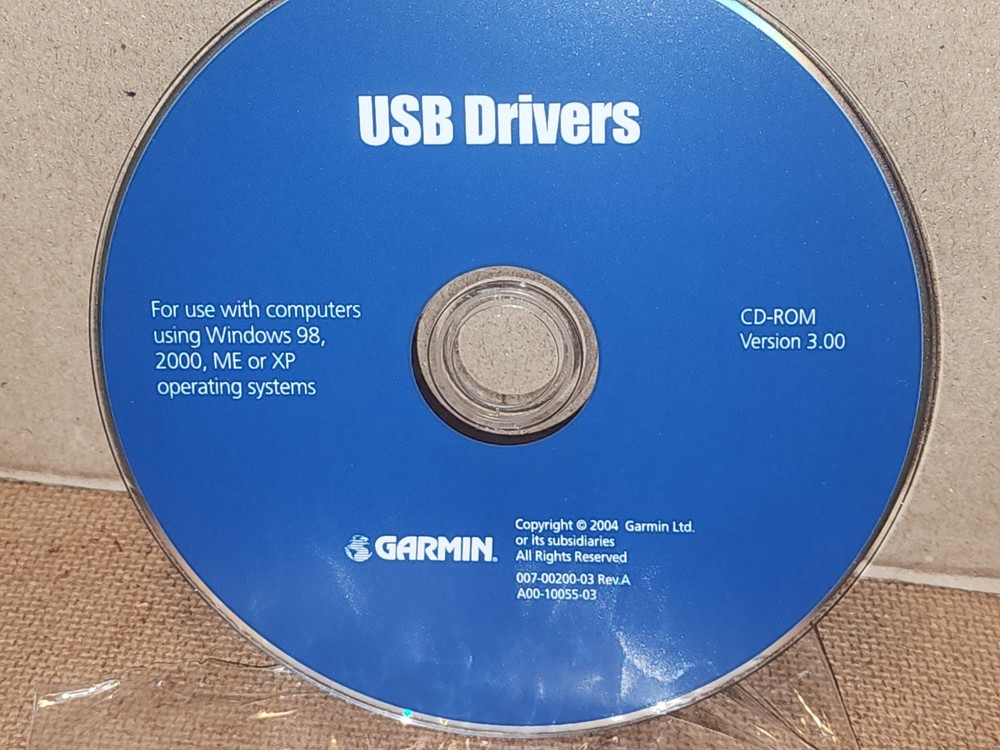 USB Drivers
For use with computers
using Windows 98,
2000, ME or XP
operating systems
CD-ROM
Version 3.00
GARMIN®
Copyright © 2004 Garmin Ltd.
or its subsidiaries
All Rights Reserved
007-00200-03 Rev.A
A00-10055-03